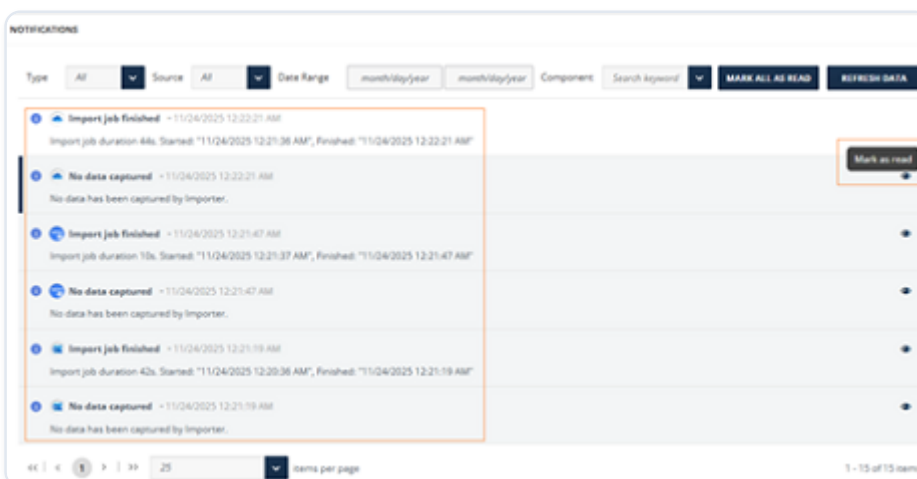 NOTIFICATIONS
Type All Source All Date Range month/day/year month/day/year Component Search keyword MARK ALL AS READ REFRESH DATA
Import job finished • 11/24/2025 12:22:21 AM
Import job duration 44s. Started: "11/24/2025 12:21:36 AM", Finished: "11/24/2025 12:22:21 AM"
Mark as read
No data captured • 11/24/2025 12:22:21 AM
No data has been captured by Importer.
Import job finished • 11/24/2025 12:21:47 AM
Import job duration 10s. Started: "11/24/2025 12:21:37 AM", Finished: "11/24/2025 12:21:47 AM"
No data captured • 11/24/2025 12:21:47 AM
No data has been captured by Importer.
Import job finished • 11/24/2025 12:21:19 AM
Import job duration 42s. Started: "11/24/2025 12:20:36 AM", Finished: "11/24/2025 12:21:19 AM"
No data captured • 11/24/2025 12:21:19 AM
No data has been captured by Importer.
1 25 items per page 1 - 15 of 15 items